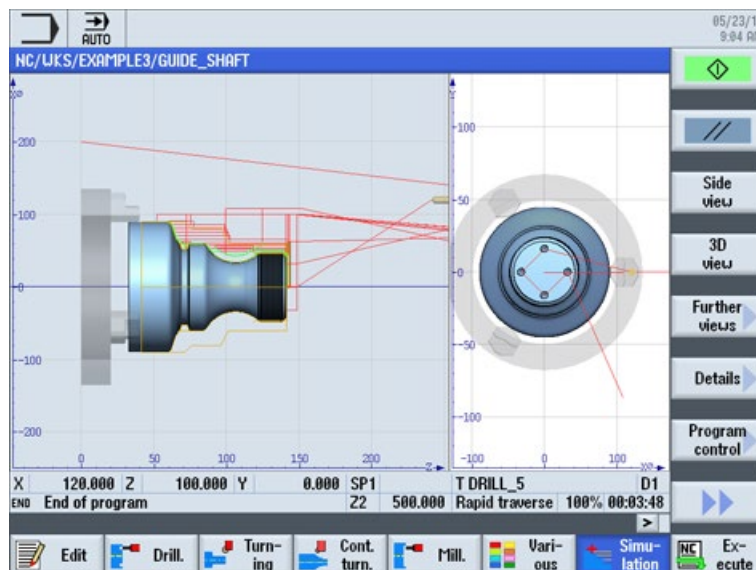 AUTO
05/23/1
9:04 A
NC/WKS/EXAMPLE3/GUIDE_SHAFT
200
100
0
-100
-200
0
50
100
150
200
100
50
0
-50
-100
-100
0
100
Side
view
3D
view
Further
views
Details
Program
control
X 120.000 Z 100.000 Y 0.000 SP1
T DRILL_5 D1
END End of program Z2 500.000
Rapid traverse 100% 00:03:48
>
Edit
Drill.
Turn-
ing
Cont.
turn.
Mill.
Vari-
ous
Simu-
lation
NC
Ex-
ecute